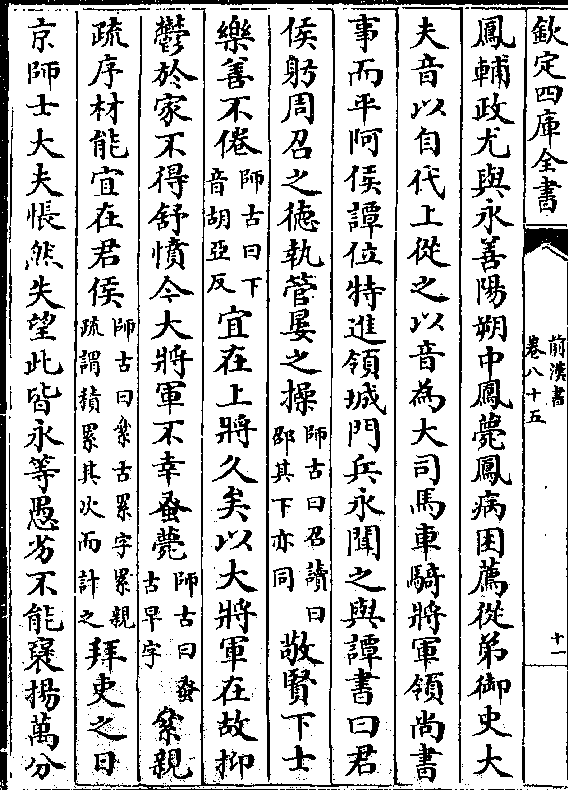 欽定四庫全書
前漢書
卷八十五
十一
鳳輔政尤與永善陽朔中鳳薨鳳病困薦從弟御史大
夫音以自代上從之以音為大司馬車騎將軍領尚書
事而平阿侯譚位特進領城門兵永聞之與譚書曰君
侯躬周召之德執管晏之操師古曰召讀曰邵其下亦同敬賢下士
樂善不倦師古曰下音胡亞反宜在上將久矣以大將軍在故抑
鬱於家不得舒憤今大將軍不幸蚤薨師古曰蚤古早字絫親
疏序材能宜在君侯師古曰絫古累字累親疏謂積累其次而計之拜吏之日
京師士大夫悵然失望此皆永等愚劣不能襃揚萬分